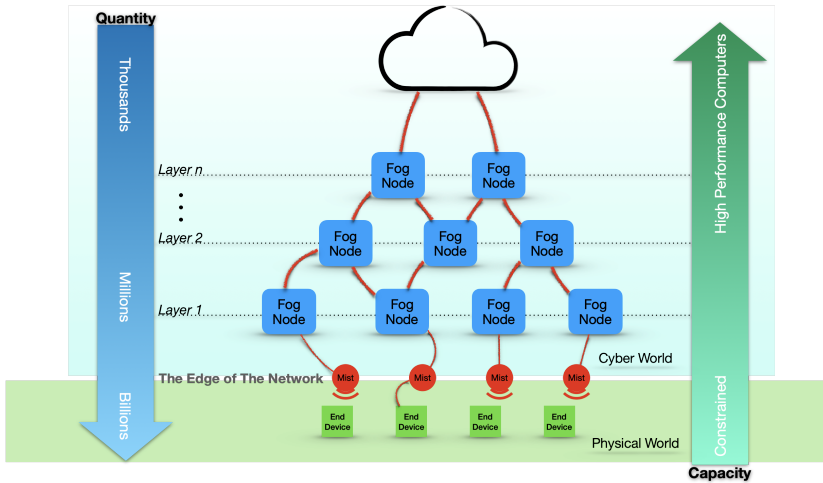 Quantity
Thousands
Millions
Billions
High Performance Computers
Constrained
Capacity
Layer n
Fog
Node
Fog
Node
Layer 2
Fog
Node
Fog
Node
Fog
Node
Layer 1
Fog
Node
Fog
Node
Fog
Node
Fog
Node
Cyber World
The Edge of The Network
Mist
Mist
Mist
Mist
End
Device
End
Device
End
Device
End
Device
Physical World